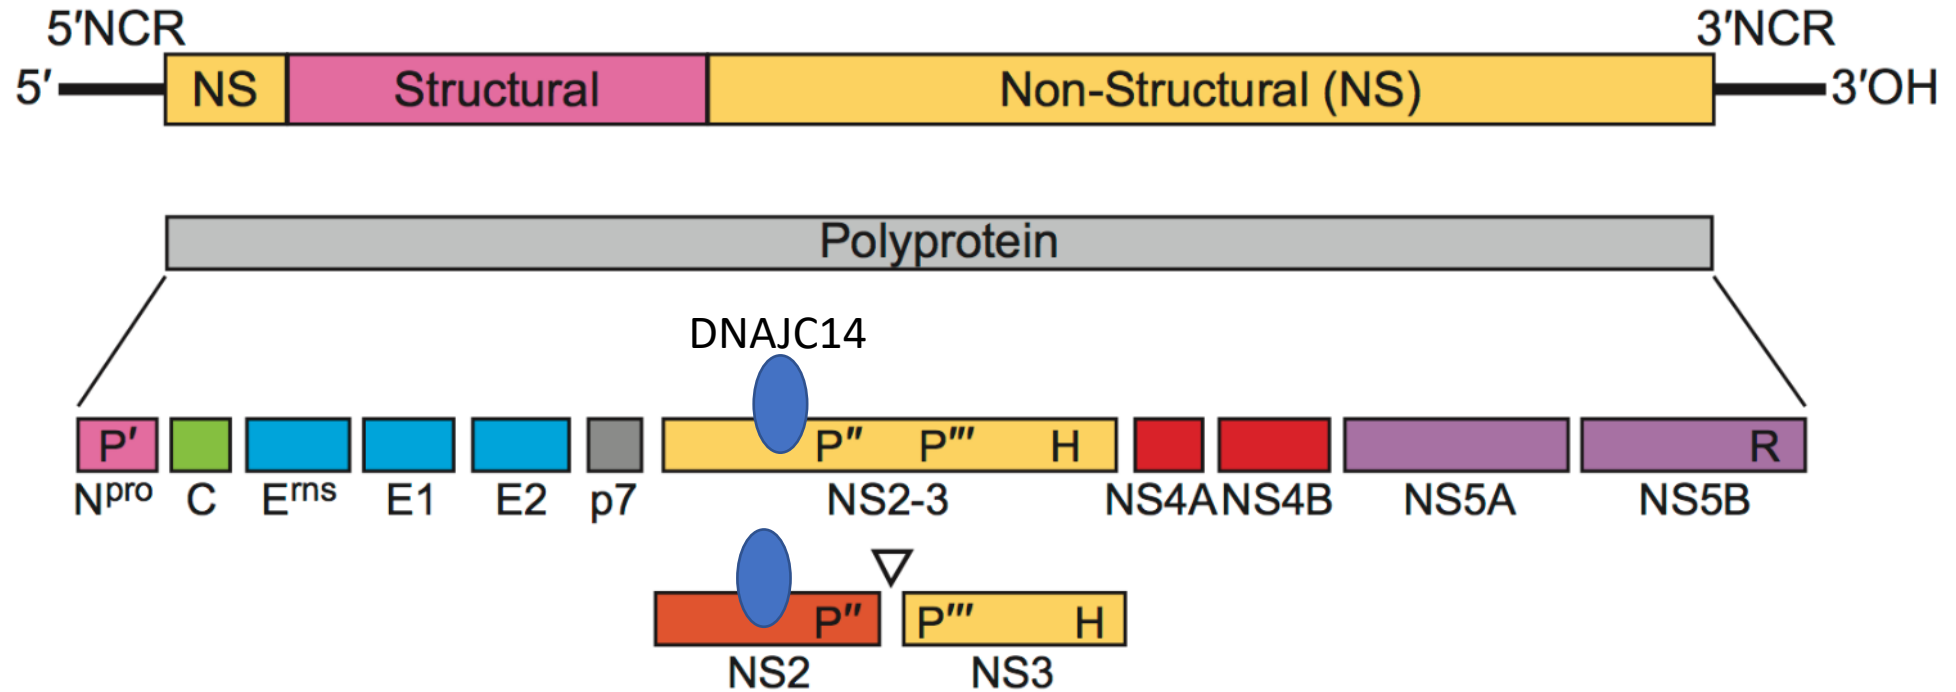 5′NCR 3′NCR
5′ NS Structural Non-Structural (NS) 3′OH
Polyprotein
DNAJC14
P′ P″ P‴ H R
Npro C Erns E1 E2 p7 NS2-3 NS4A NS4B NS5A NS5B
P″ P‴ H
NS2 NS3